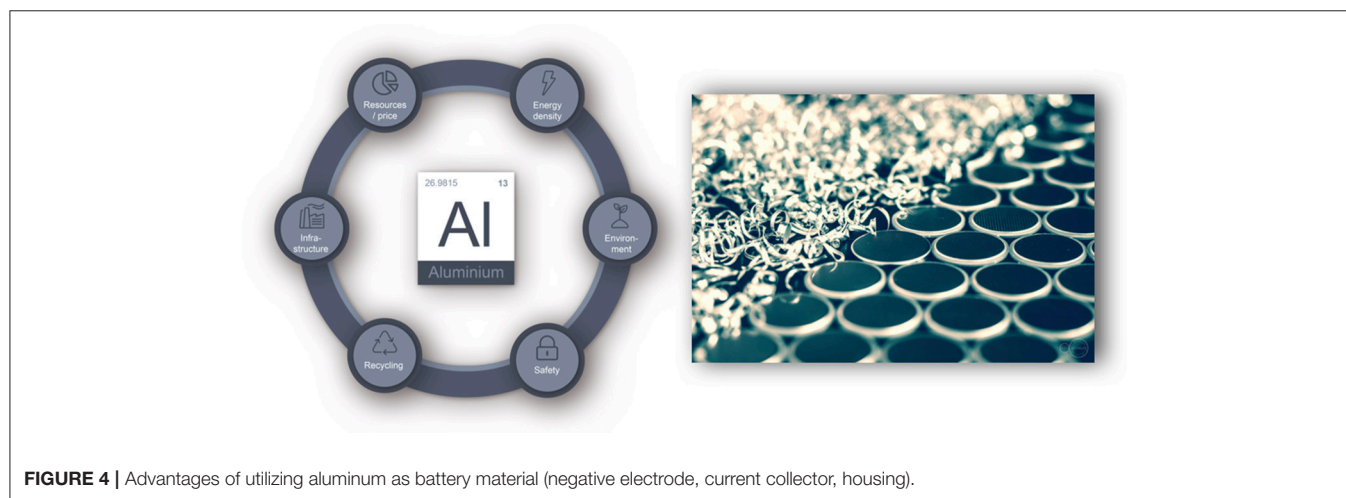 Resources
/ price
Energy
density
Infra-
structure
26.9815 13
Al
Aluminium
Environ-
ment
Recycling
Safety
FIGURE 4 | Advantages of utilizing aluminum as battery material (negative electrode, current collector, housing).